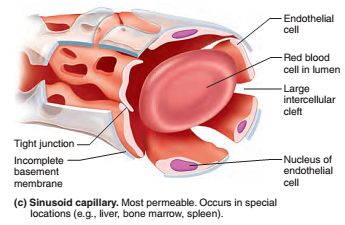 Endothelial
cell
Red blood
cell in lumen
Large
intercellular
cleft
Tight junction
Incomplete
basement
membrane
Nucleus of
endothelial
cell
(c) Sinusoid capillary. Most permeable. Occurs in special
locations (e.g., liver, bone marrow, spleen).